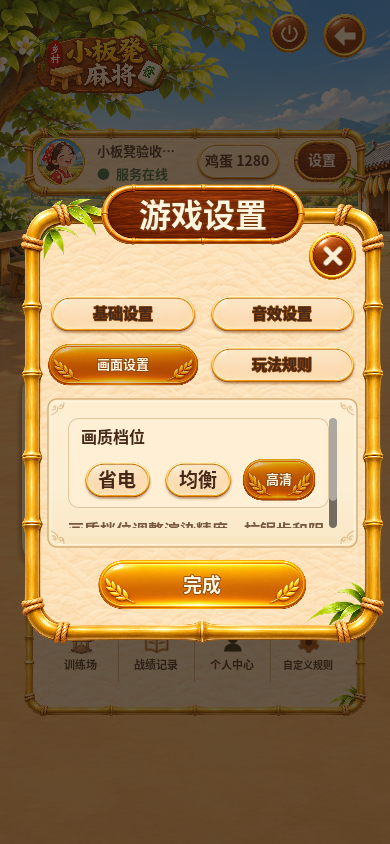 乡村
小板凳
麻将
發
小板凳验收…
服务在线
鸡蛋 1280
设置
游戏设置
基础设置
音效设置
画面设置
玩法规则
画质档位
省电
均衡
高清
完成
训练场
战绩记录
个人中心
自定义规则